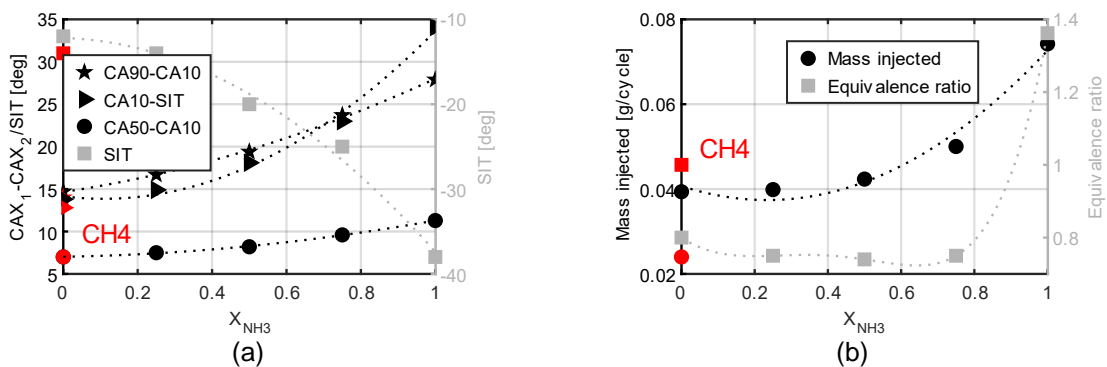 35
30
25
20
15
10
5
CAX1-CAX2/SIT [deg]
CA90-CA10
CA10-SIT
CA50-CA10
SIT
CH4
-10
-20
-30
-40
SIT [deg]
0 0.2 0.4 0.6 0.8 1
XNH3
(a)
0.08
0.06
0.04
0.02
Mass injected [g/cycle]
Mass injected
Equivalence ratio
CH4
1.4
1.2
1
0.8
Equivalence ratio
0 0.2 0.4 0.6 0.8 1
XNH3
(b)